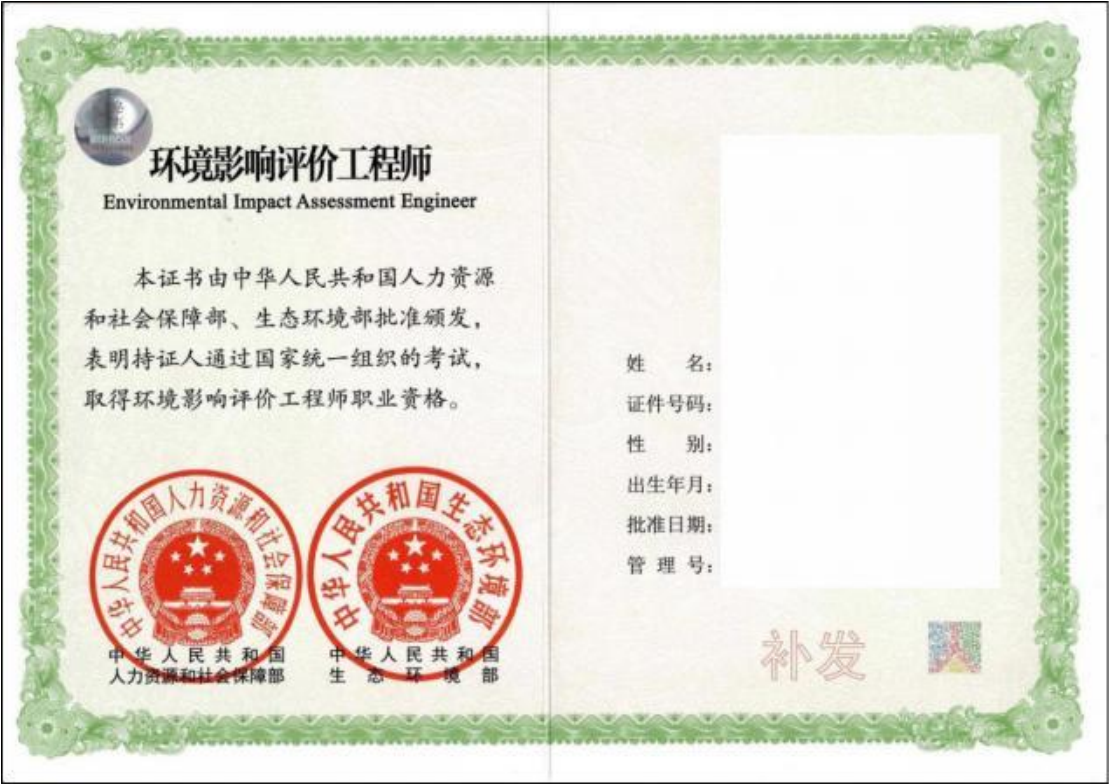 环境影响评价工程师
Environmental Impact Assessment Engineer
本证书由中华人民共和国人力资源
和社会保障部、生态环境部批准颁发，
表明持证人通过国家统一组织的考试，
取得环境影响评价工程师职业资格。
中华人民共和国人力资源和社会保障部
中华人民共和国生态环境部
中华人民共和国
人力资源和社会保障部
中华人民共和国
生态环境部
姓名：
证件号码：
性别：
出生年月：
批准日期：
管理号：
补发